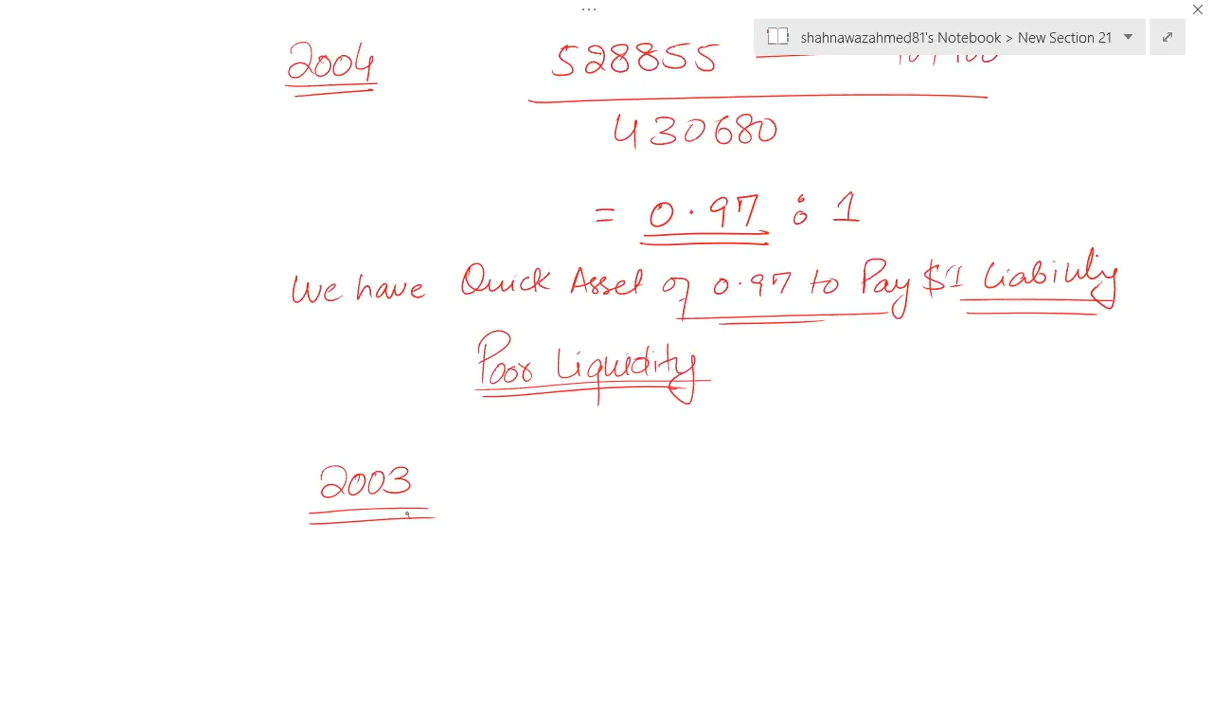 ...
shahnawazahmed81's Notebook > New Section 21
2004 528855 —
430680
= 0.97 : 1
We have Quick Asset of 0.97 to Pay $1 Liability
Poor Liquidity
2003